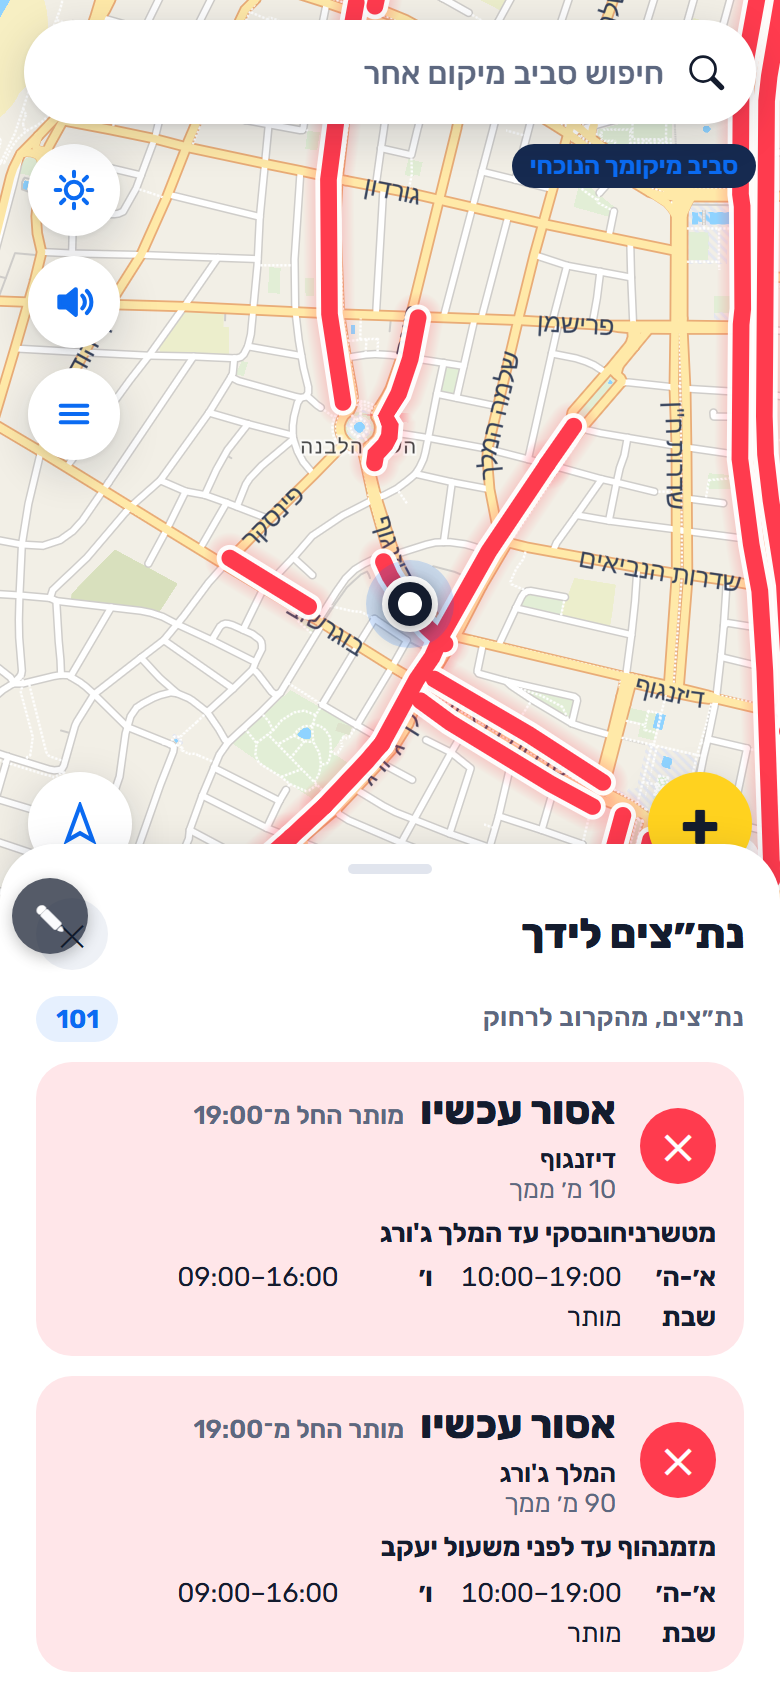 חיפוש סביב מיקום אחר
סביב מיקומך הנוכחי
גורדון
פרישמן
שלמה המלך
שדרות ח"ן
הלבנה
פינסקר
שדרות הנביאים
בוגרשוב
דיזנגוף
נת״צים לידך
נת״צים, מהקרוב לרחוק
101
אסור עכשיו מותר החל מ־19:00
דיזנגוף
10 מ׳ ממך
מטשרניחובסקי עד המלך ג'ורג
א׳-ה׳ 10:00–19:00 ו׳ 09:00–16:00
שבת מותר
אסור עכשיו מותר החל מ־19:00
המלך ג'ורג
90 מ׳ ממך
מזמנהוף עד לפני משעול יעקב
א׳-ה׳ 10:00–19:00 ו׳ 09:00–16:00
שבת מותר